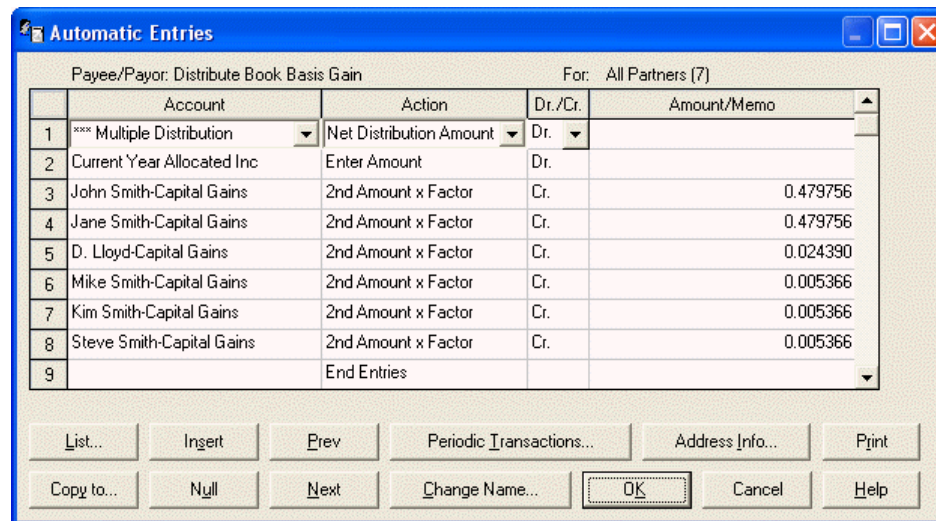 Automatic Entries
Payee/Payor: Distribute Book Basis Gain For: All Partners (7)
Account Action Dr./Cr. Amount/Memo
1 *** Multiple Distribution Net Distribution Amount Dr.
2 Current Year Allocated Inc Enter Amount Dr.
3 John Smith-Capital Gains 2nd Amount x Factor Cr. 0.479756
4 Jane Smith-Capital Gains 2nd Amount x Factor Cr. 0.479756
5 D. Lloyd-Capital Gains 2nd Amount x Factor Cr. 0.024390
6 Mike Smith-Capital Gains 2nd Amount x Factor Cr. 0.005366
7 Kim Smith-Capital Gains 2nd Amount x Factor Cr. 0.005366
8 Steve Smith-Capital Gains 2nd Amount x Factor Cr. 0.005366
9 End Entries
List... Insert Prev Periodic Transactions... Address Info... Print
Copy to... Null Next Change Name... OK Cancel Help